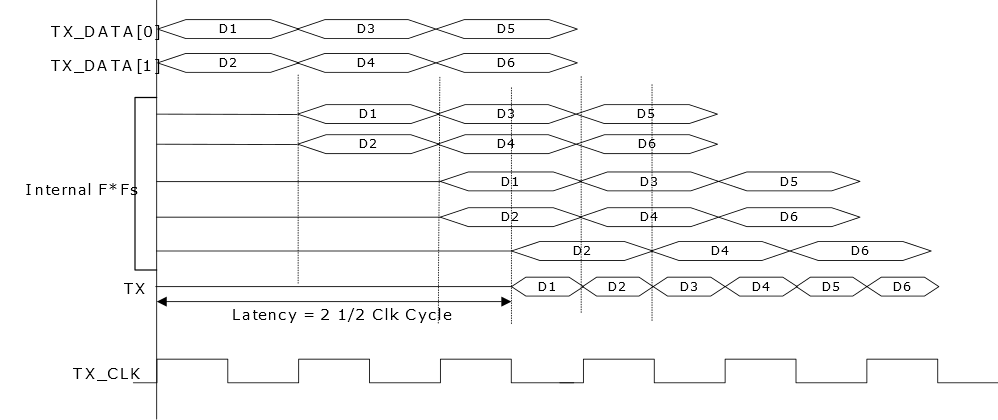 TX_DATA[0] D1 D3 D5
TX_DATA[1] D2 D4 D6
D1 D3 D5
D2 D4 D6
Internal F*Fs D1 D3 D5
D2 D4 D6
D2 D4 D6
TX D1 D2 D3 D4 D5 D6
Latency = 2 1/2 Clk Cycle
TX_CLK